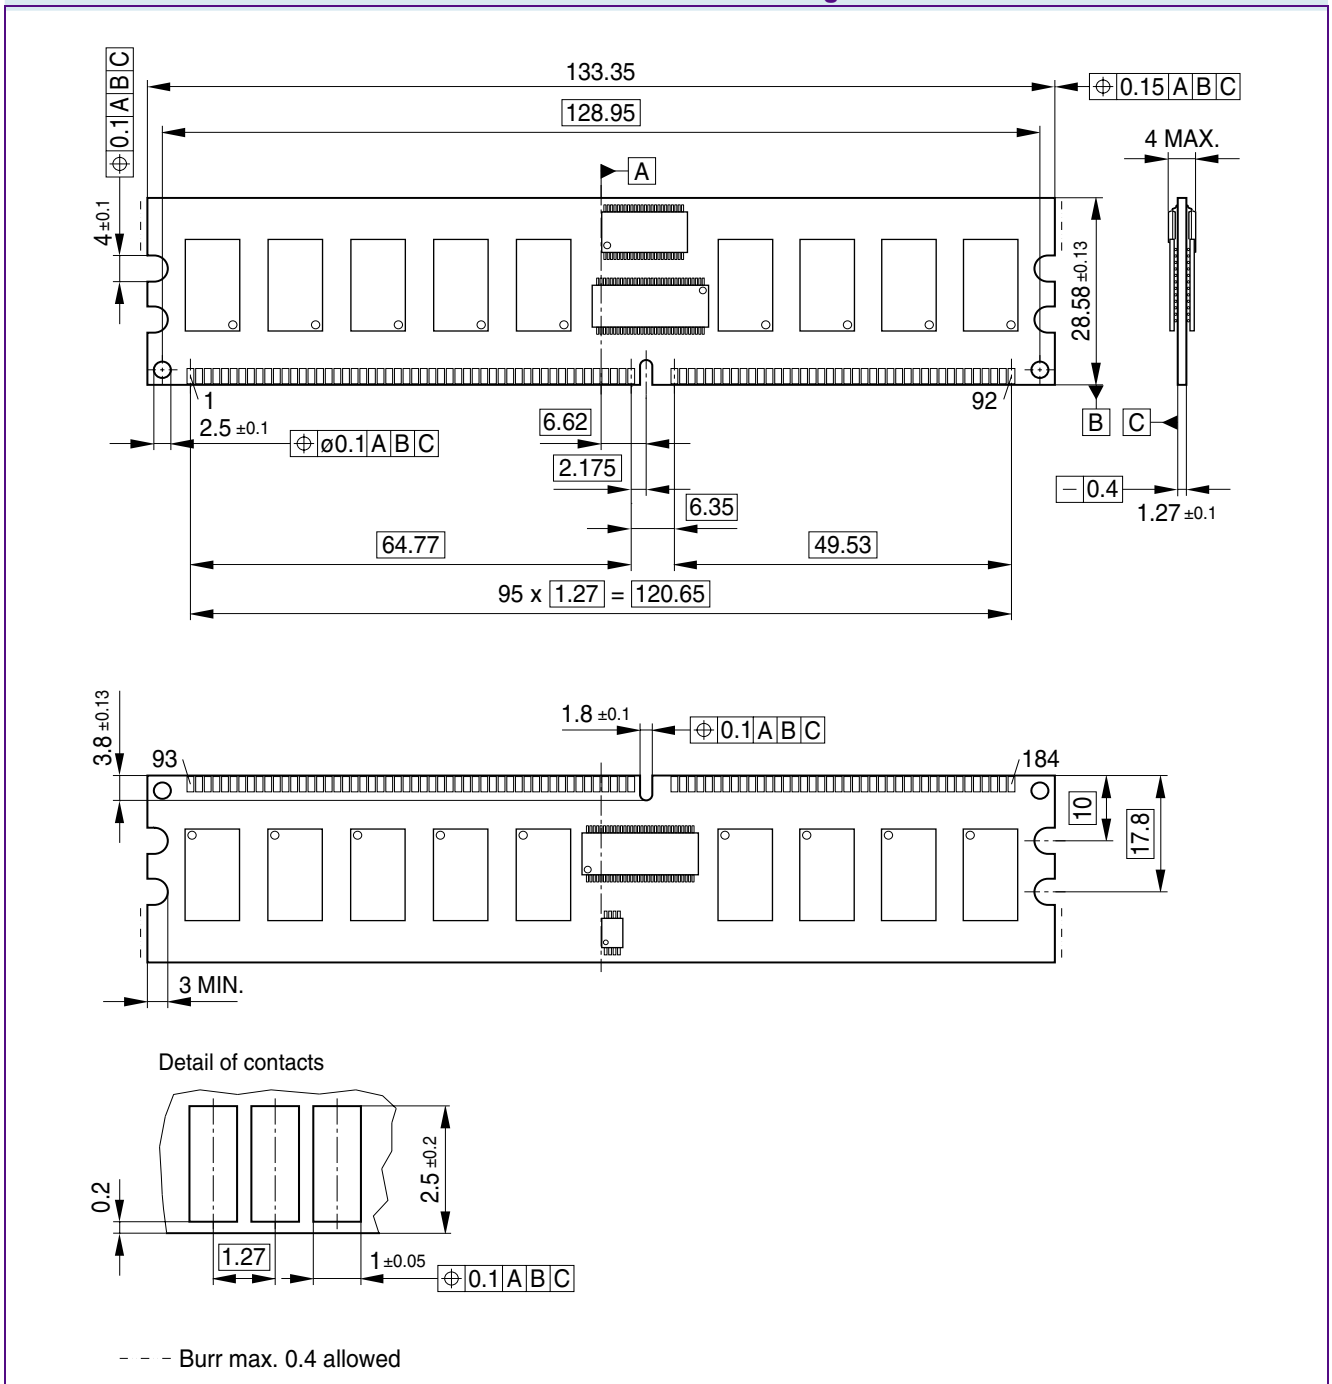 133.35
0.15 A B C
0.1 A B C
128.95
4 MAX.
A
4 ±0.1
28.58 ±0.13
1
92
2.5 ±0.1
ø0.1 A B C
6.62
B
C
2.175
− 0.4
6.35
1.27 ±0.1
64.77
49.53
95 x 1.27 = 120.65
3.8 ±0.13
1.8 ±0.1
0.1 A B C
93
184
10
17.8
3 MIN.
Detail of contacts
2.5 ±0.2
0.2
1.27
1 ±0.05
0.1 A B C
- - - Burr max. 0.4 allowed